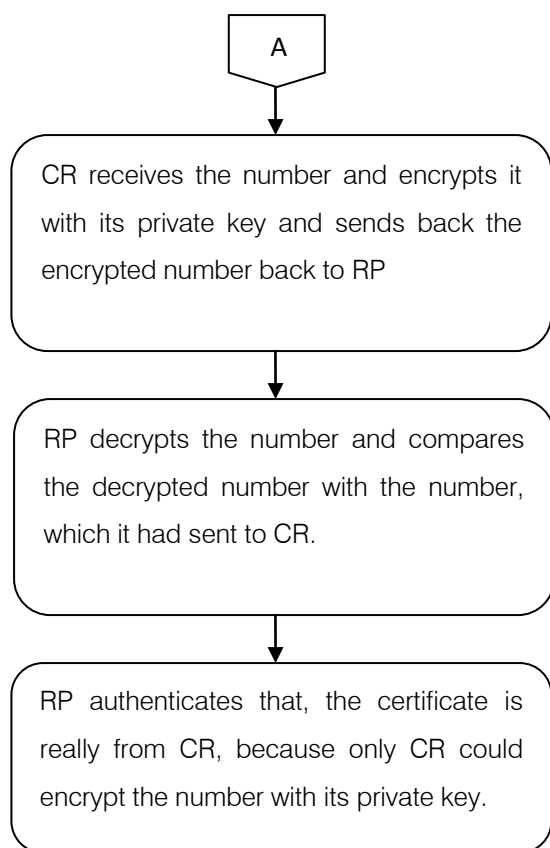 A
CR receives the number and encrypts it
with its private key and sends back the
encrypted number back to RP
RP decrypts the number and compares
the decrypted number with the number,
which it had sent to CR.
RP authenticates that, the certificate is
really from CR, because only CR could
encrypt the number with its private key.